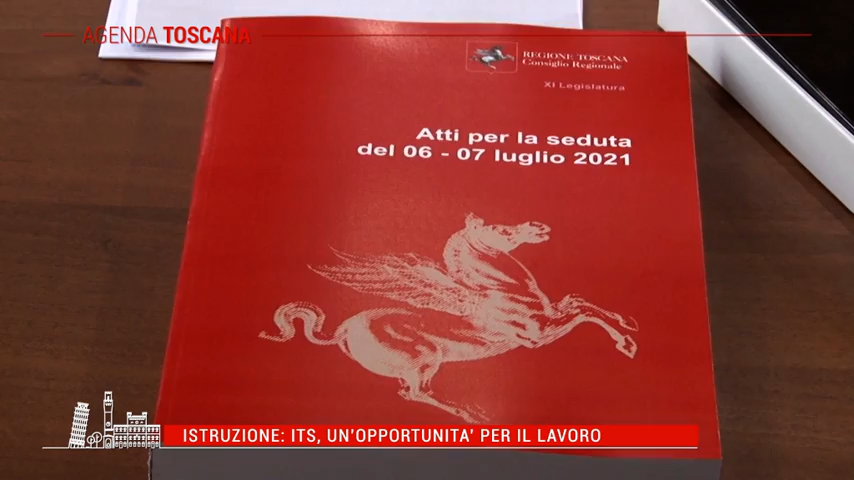 AGENDA TOSCANA
REGIONE TOSCANA
Consiglio Regionale
XI Legislatura
Atti per la seduta
del 06 - 07 luglio 2021
ISTRUZIONE: ITS, UN'OPPORTUNITA' PER IL LAVORO